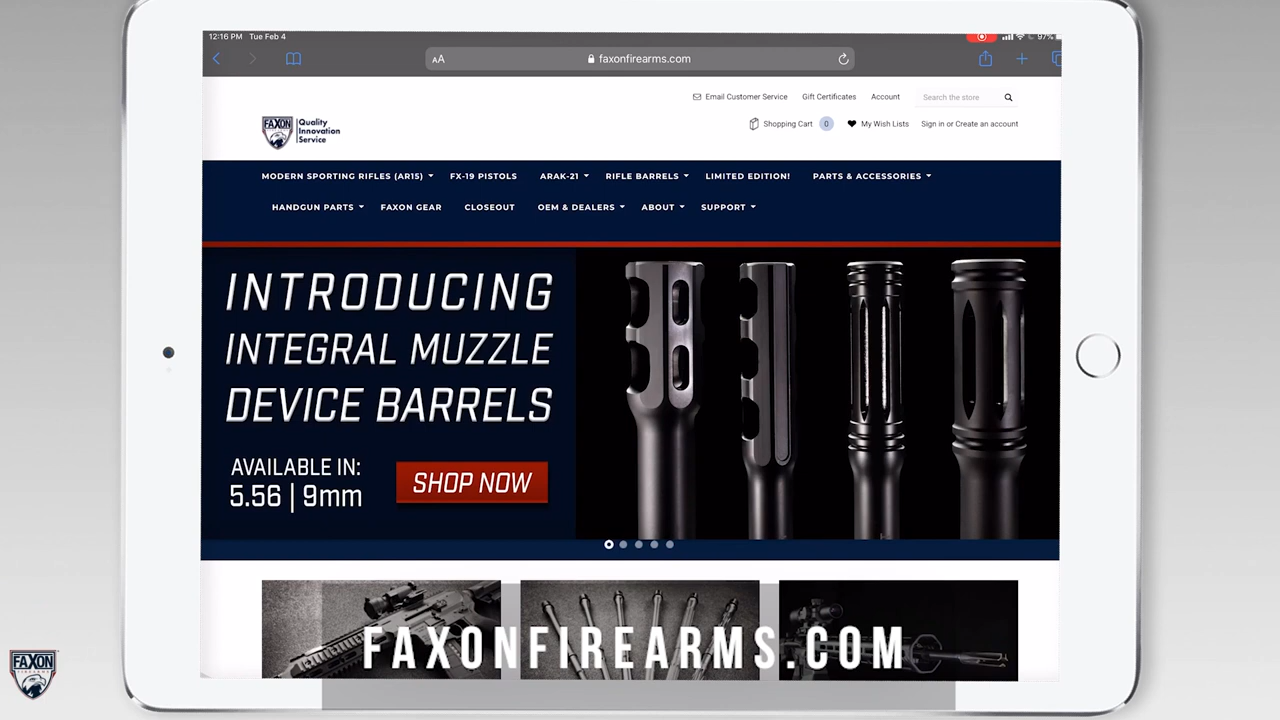 12:16 PM Tue Feb 4
97%
AA
faxonfirearms.com
Email Customer Service
Gift Certificates
Account
Search the store
FAXON
Quality
Innovation
Service
Shopping Cart 0
My Wish Lists
Sign in or Create an account
MODERN SPORTING RIFLES (AR15)
FX-19 PISTOLS
ARAK-21
RIFLE BARRELS
LIMITED EDITION!
PARTS & ACCESSORIES
HANDGUN PARTS
FAXON GEAR
CLOSEOUT
OEM & DEALERS
ABOUT
SUPPORT
INTRODUCING
INTEGRAL MUZZLE
DEVICE BARRELS
AVAILABLE IN:
5.56 | 9mm
SHOP NOW
FAXONFIREARMS.COM
FAXON
FIREARMS